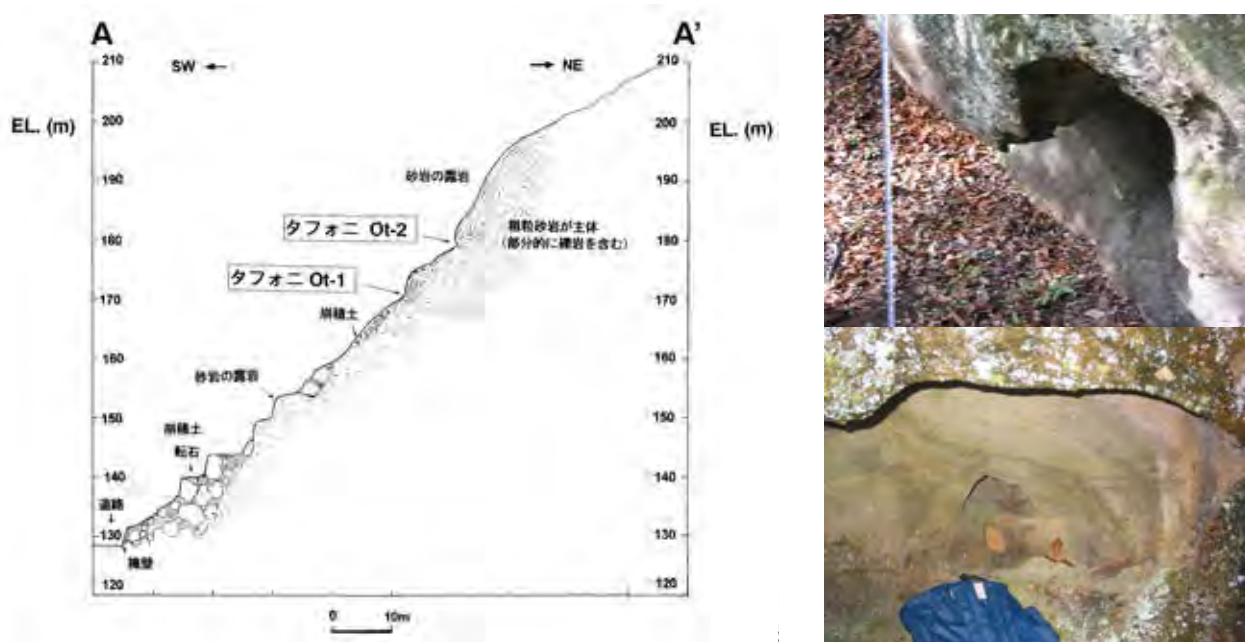 A
A'
210
210
SW ←
→ NE
EL. (m)
EL. (m)
200
200
190
190
180
180
170
170
160
160
150
150
140
140
130
130
120
120
砂岩の露岩
タフォニ Ot-2
粗粒砂岩が主体
(部分的に礫岩を含む)
タフォニ Ot-1
崩積土
砂岩の露岩
崩積土
転石
道路
擁壁
0 10m